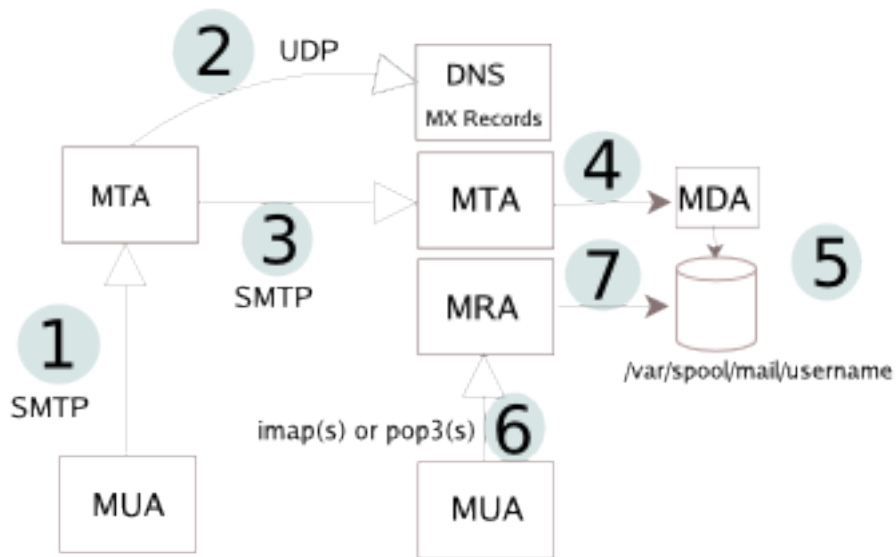 2
UDP
DNS
MX Records
MTA
3
SMTP
MTA
4
MDA
5
1
SMTP
MRA
7
/var/spool/mail/username
imap(s) or pop3(s)
6
MUA
MUA